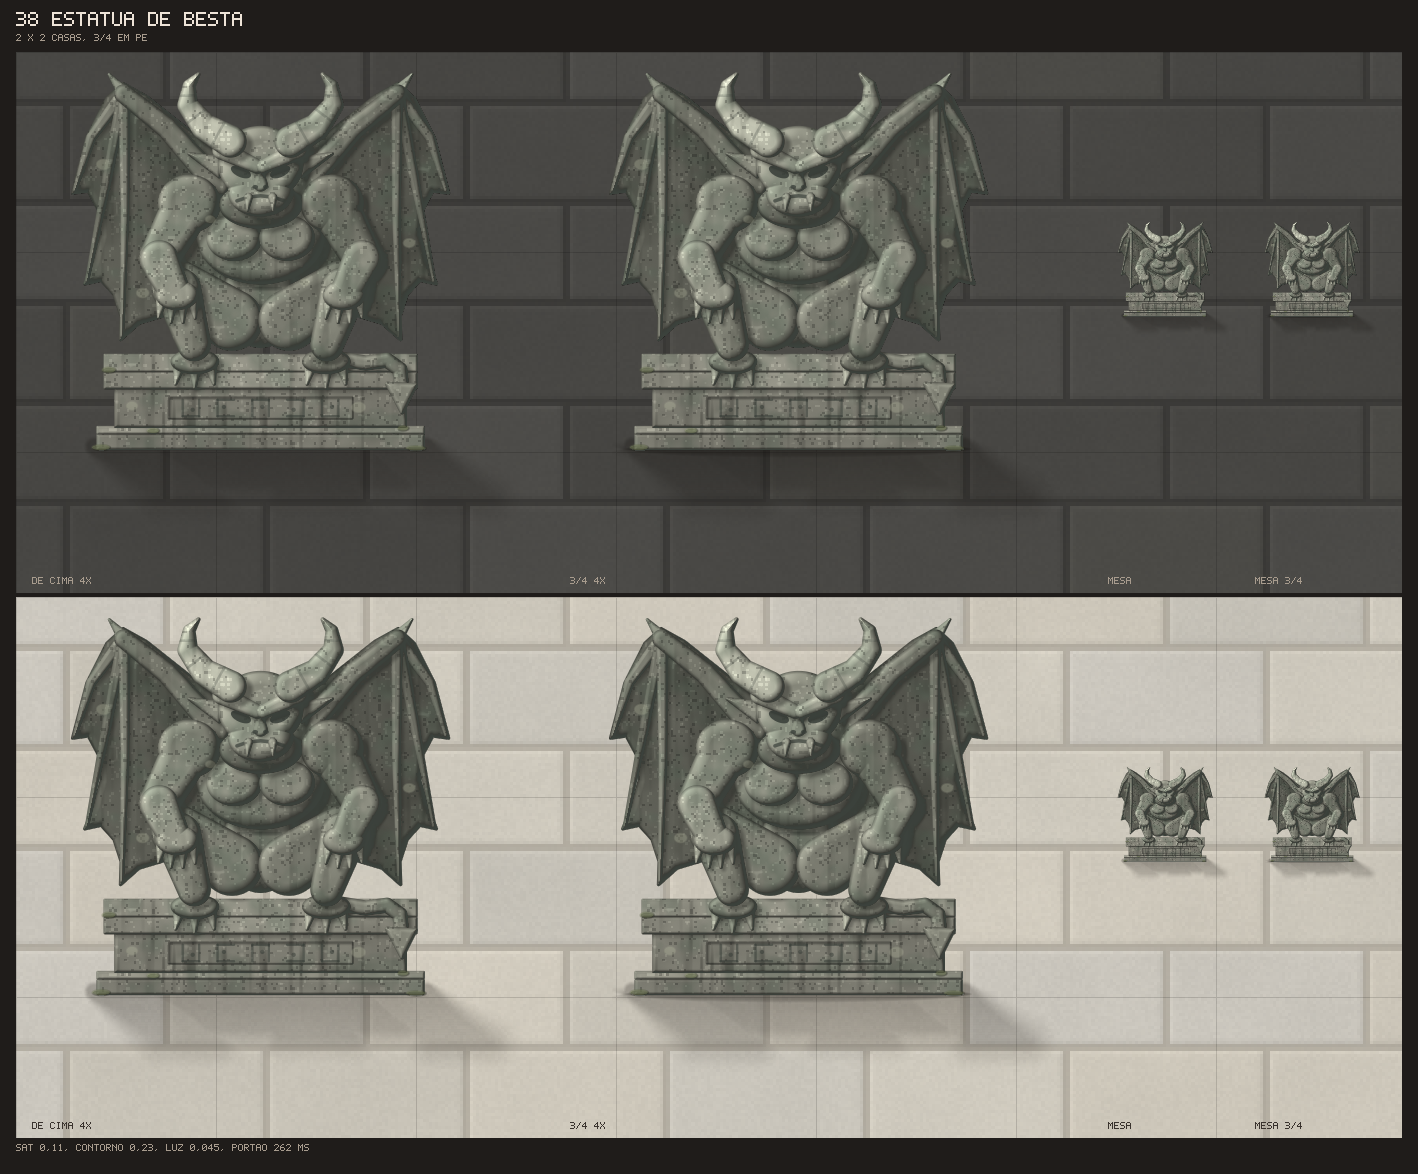 38 ESTATUA DE BESTA
2 X 2 CASAS, 3/4 EM PE
DE CIMA 4X
3/4 4X
MESA
MESA 3/4
DE CIMA 4X
3/4 4X
MESA
MESA 3/4
SAT 0,11, CONTORNO 0,23, LUZ 0,045, PORTAO 262 MS